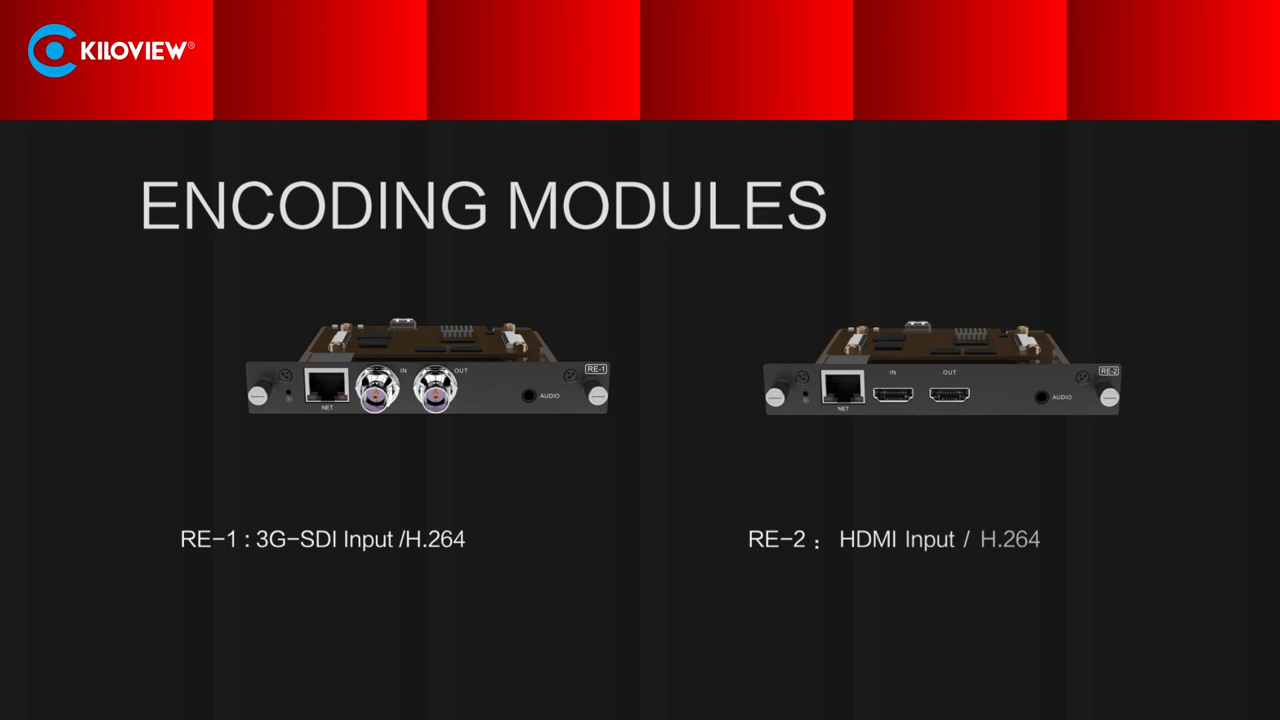 KILOVIEW®
ENCODING MODULES
NET
IN
OUT
AUDIO
RE-1
NET
IN
OUT
AUDIO
RE-2
RE-1 : 3G-SDI Input /H.264
RE-2 ： HDMI Input / H.264